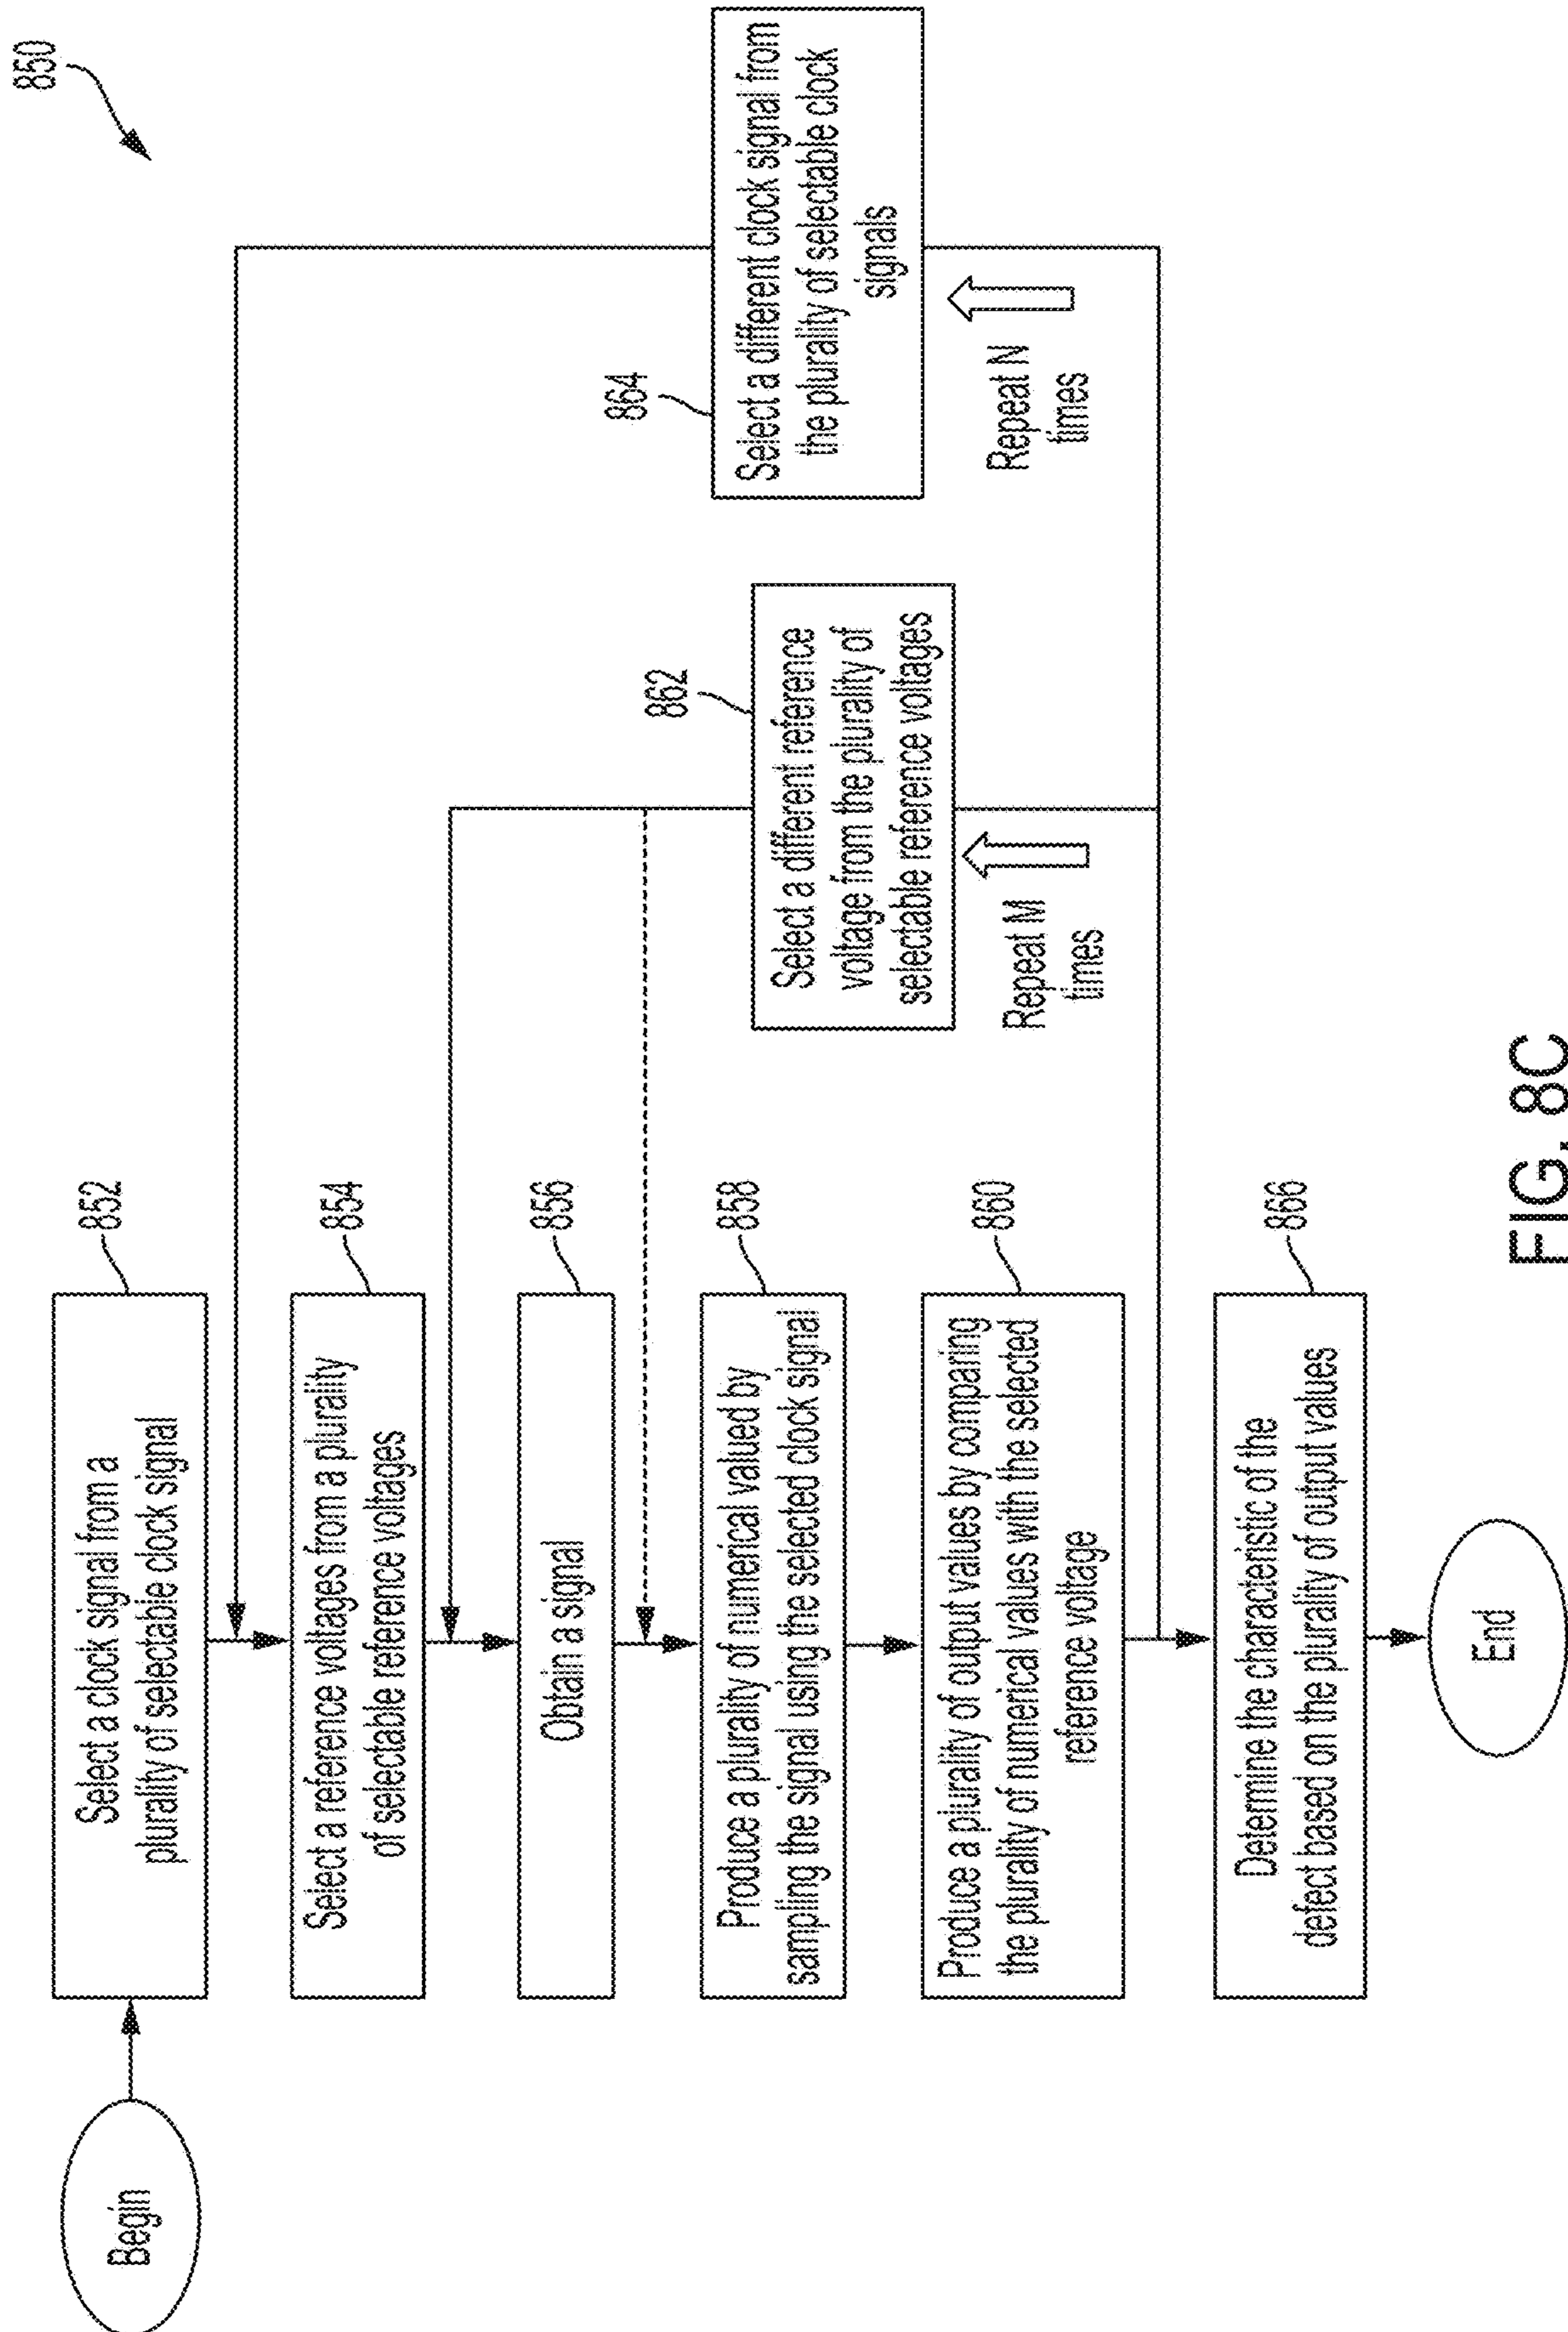 850
Begin
Select a clock signal from a
plurality of selectable clock signal
852
Select a reference voltages from a plurality
of selectable reference voltages
854
Obtain a signal
856
Produce a plurality of numerical valued by
sampling the signal using the selected clock signal
858
Produce a plurality of output values by comparing
the plurality of numerical values with the selected
reference voltage
860
Select a different reference
voltage from the plurality of
selectable reference voltages
862
Repeat M
times
Select a different clock signal from
the plurality of selectable clock
signals
864
Repeat N
times
Determine the characteristic of the
defect based on the plurality of output values
866
End
FIG. 8C